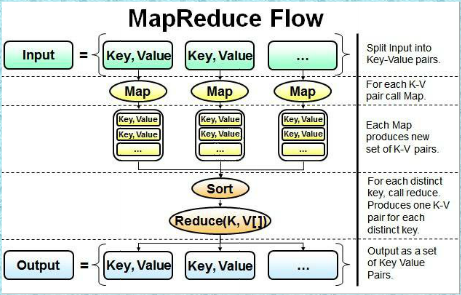 MapReduce Flow
Input = Key, Value Key, Value ...
Split Input into
Key-Value pairs.
Map Map Map
For each K-V
pair call Map.
Key, Value Key, Value Key, Value
Key, Value Key, Value Key, Value
... ... ...
Each Map
produces new
set of K-V pairs.
Sort
Reduce(K, V[])
For each distinct
key, call reduce.
Produces one K-V
pair for each
distinct key.
Output = Key, Value Key, Value ...
Output as a set
of Key Value
Pairs.